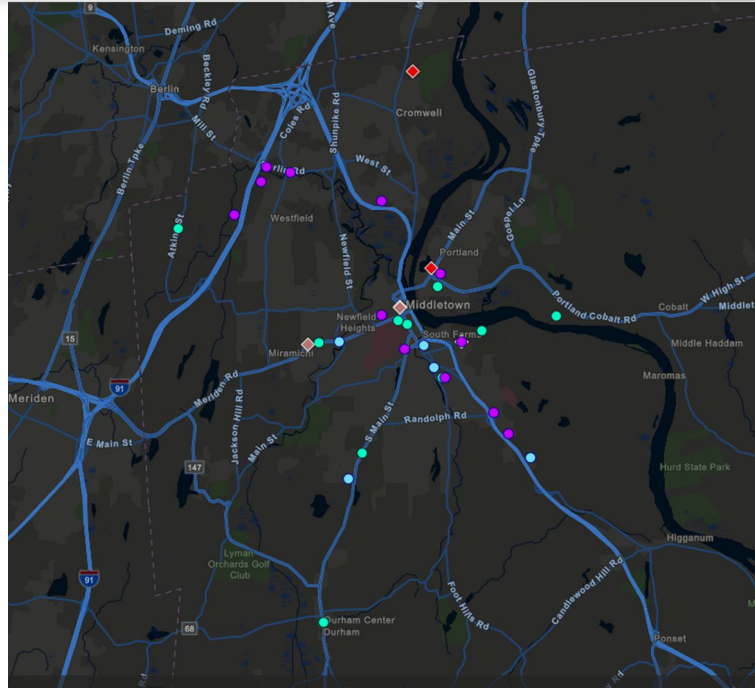 9
Deming Rd
Kensington
Beckley Rd
Berlin
Mill St
Coles Rd
Shunpike Rd
Cromwell
Glastonbury Tpke
Berlin Tpke
West St
Atkins St
Westfield
Newfield St
Main St
Gospel Ln
Portland
Middletown
Portland Cobalt Rd
Cobalt
W High St
Newfield
Heights
South Farms
Middle Haddam
15
Miramichi
Maromas
91
Meriden
Meriden Rd
Jackson Hill Rd
Main St
S Main St
Randolph Rd
E Main St
147
Hurd State Park
Higganum
Lyman
Orchards Golf
Club
91
Foot Hills Rd
Candlewood Hill Rd
68
Durham Center
Durham
Ponset